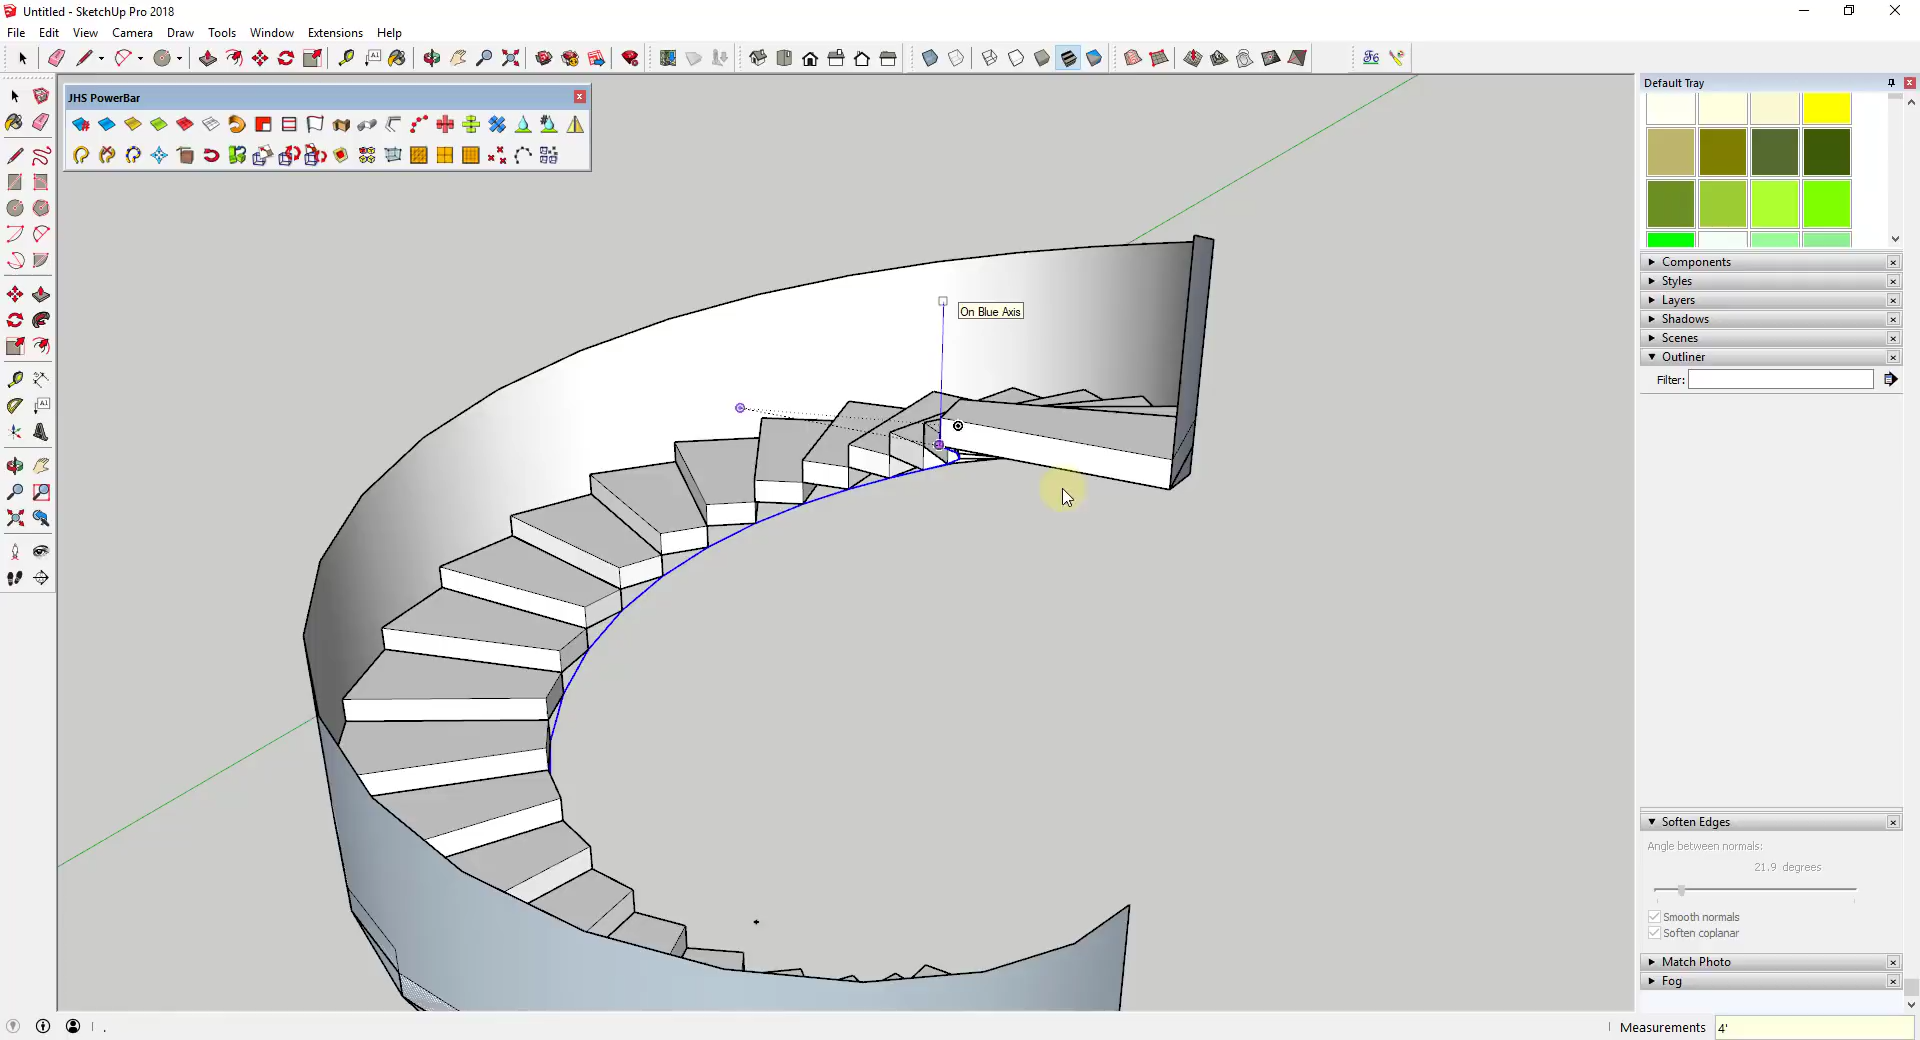 Untitled - SketchUp Pro 2018
File Edit View Camera Draw Tools Window Extensions Help
JHS PowerBar
Default Tray
Components
Styles
Layers
Shadows
Scenes
Outliner
Filter:
On Blue Axis
Soften Edges
Angle between normals:
21.9 degrees
Smooth normals
Soften coplanar
Match Photo
Fog
Measurements 4'